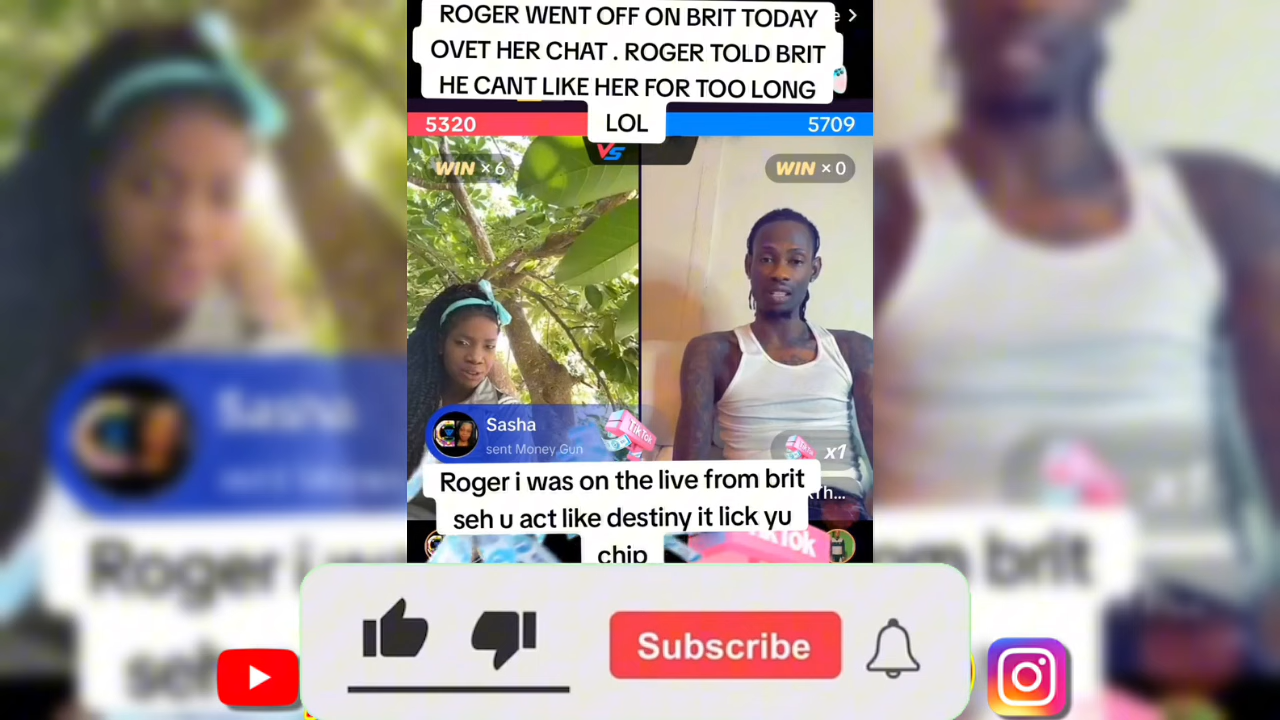 ROGER WENT OFF ON BRIT TODAY
OVET HER CHAT . ROGER TOLD BRIT
HE CANT LIKE HER FOR TOO LONG
LOL
5320
5709
VS
WIN ×6
WIN ×0
Sasha
sent Money Gun
TikTok
x1
Roger i was on the live from brit
seh u act like destiny it lick yu
chip
Subscribe